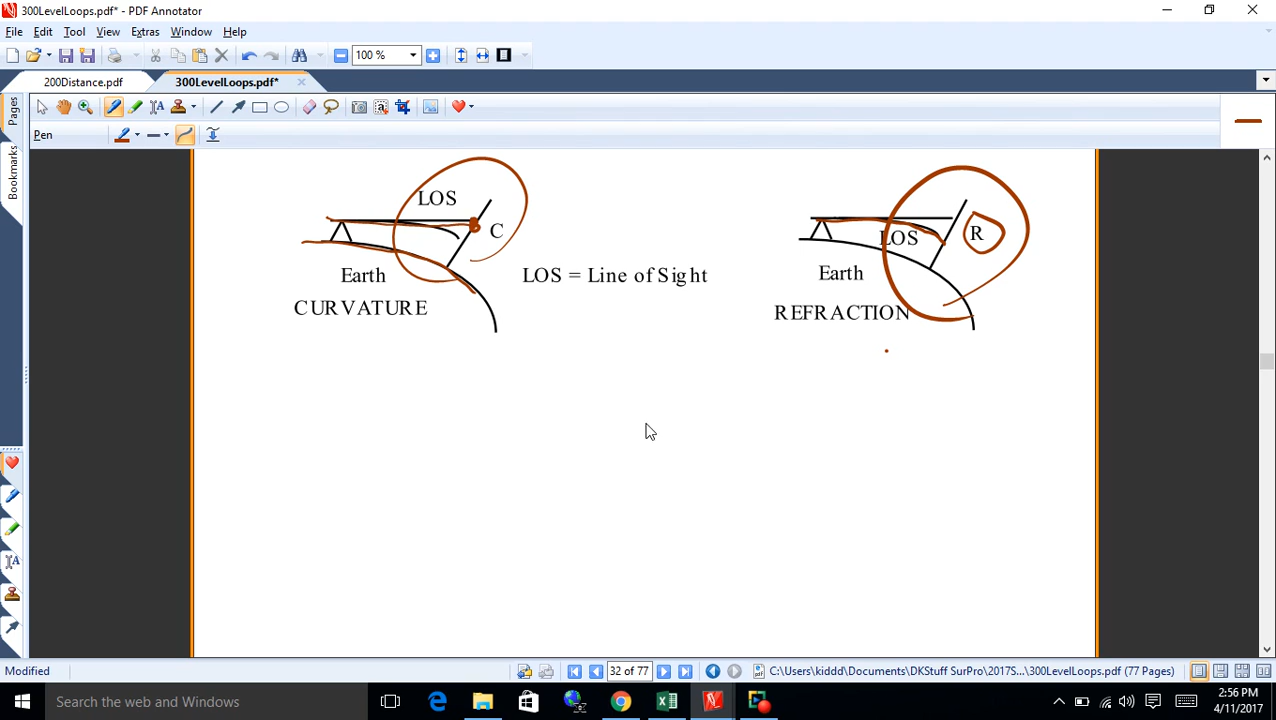 300LevelLoops.pdf* - PDF Annotator
File Edit Tool View Extras Window Help
100 %
200Distance.pdf 300LevelLoops.pdf*
Pen
Pages
Bookmarks
LOS
C
Earth
CURVATURE
LOS = Line of Sight
LOS
R
Earth
REFRACTION
Modified
32 of 77
C:\Users\kiddd\Documents\DKStuff SurPro\2017S...\300LevelLoops.pdf (77 Pages)
Search the web and Windows
2:56 PM
4/11/2017